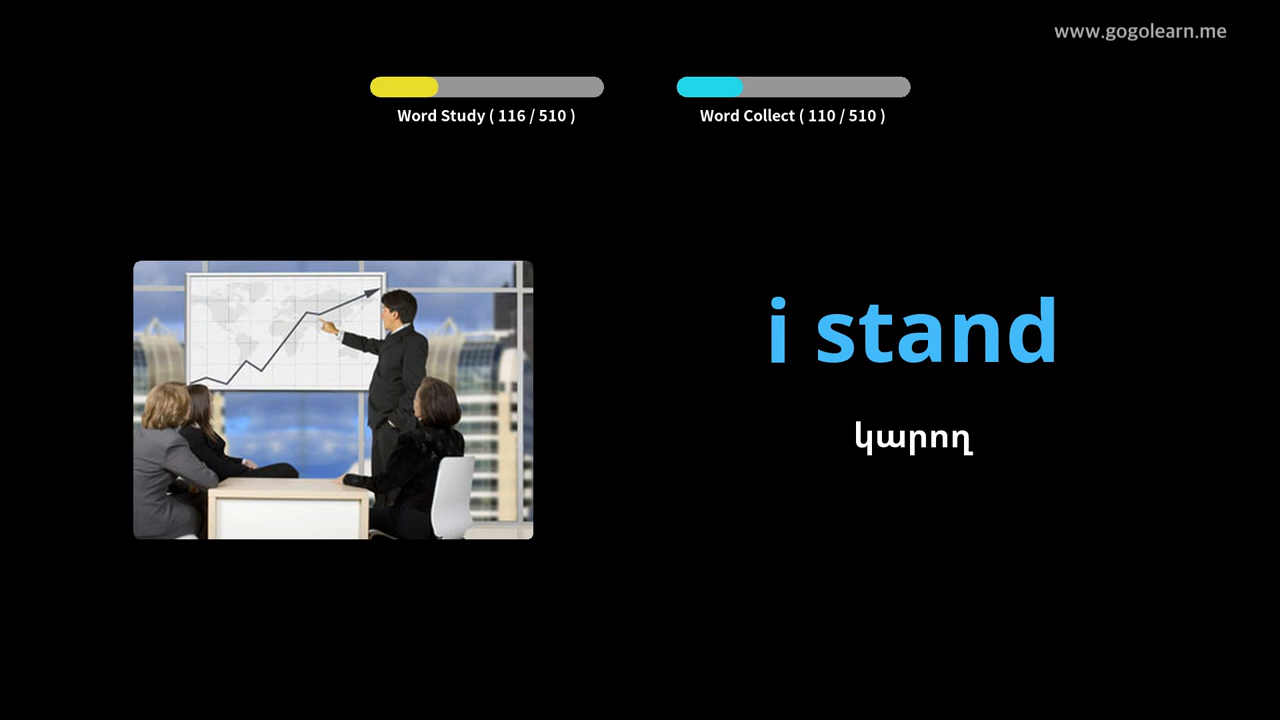 www.gogolearn.me
Word Study ( 116 / 510 )
Word Collect ( 110 / 510 )
i stand
կարող